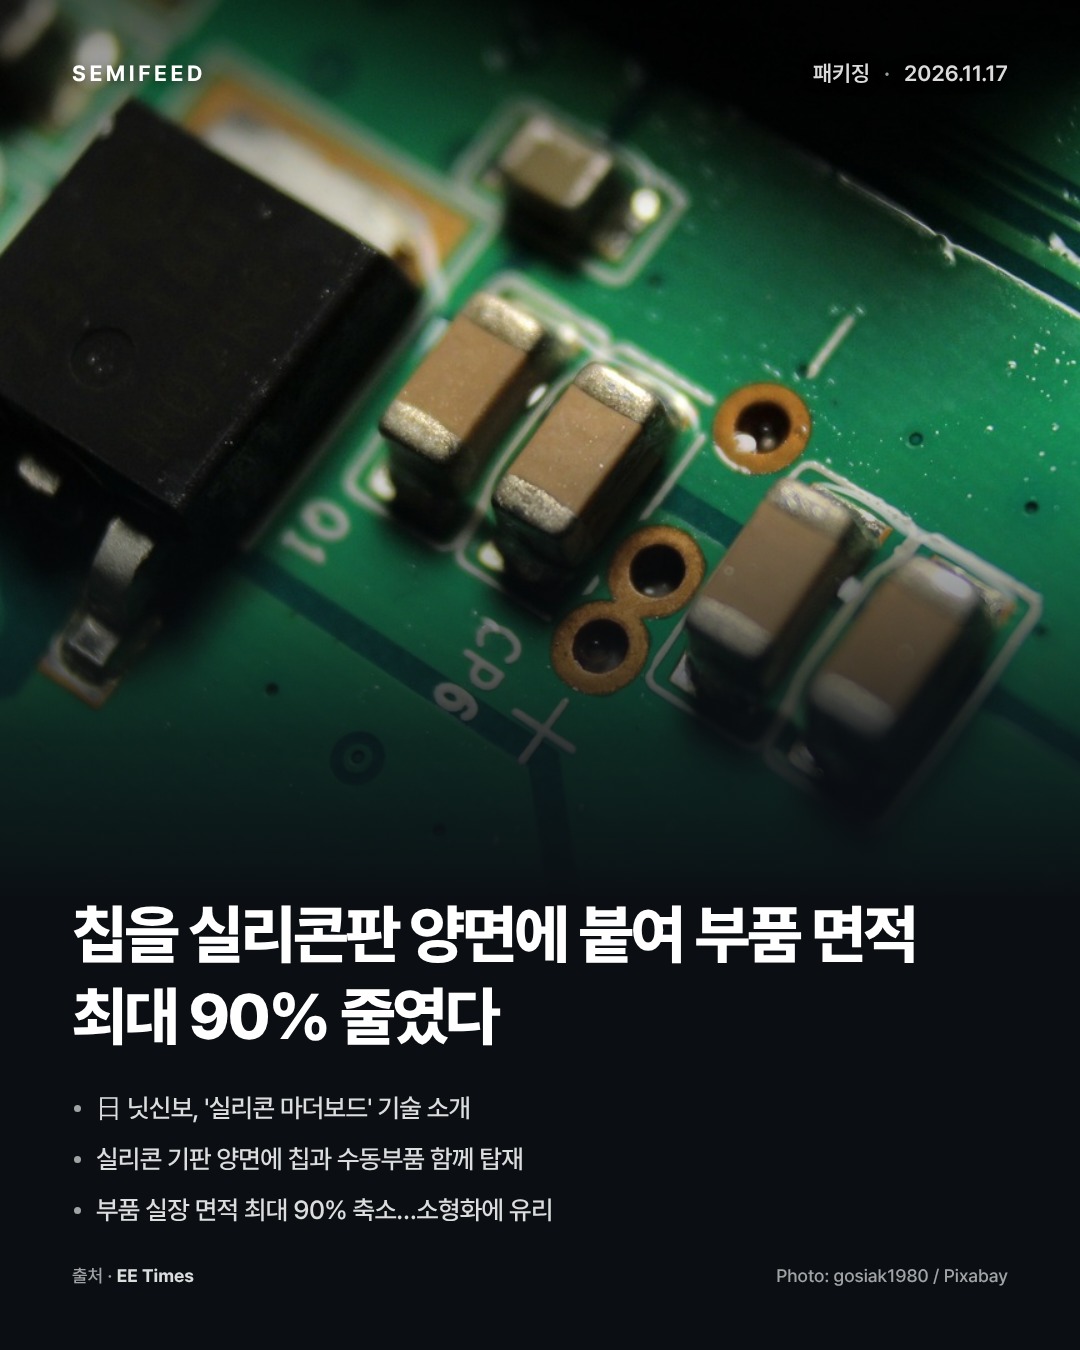 SEMIFEED
패키징 · 2026.11.17
01
CP6
칩을 실리콘판 양면에 붙여 부품 면적
최대 90% 줄였다
• 日 닛신보, '실리콘 마더보드' 기술 소개
• 실리콘 기판 양면에 칩과 수동부품 함께 탑재
• 부품 실장 면적 최대 90% 축소…소형화에 유리
출처 · EE Times
Photo: gosiak1980 / Pixabay